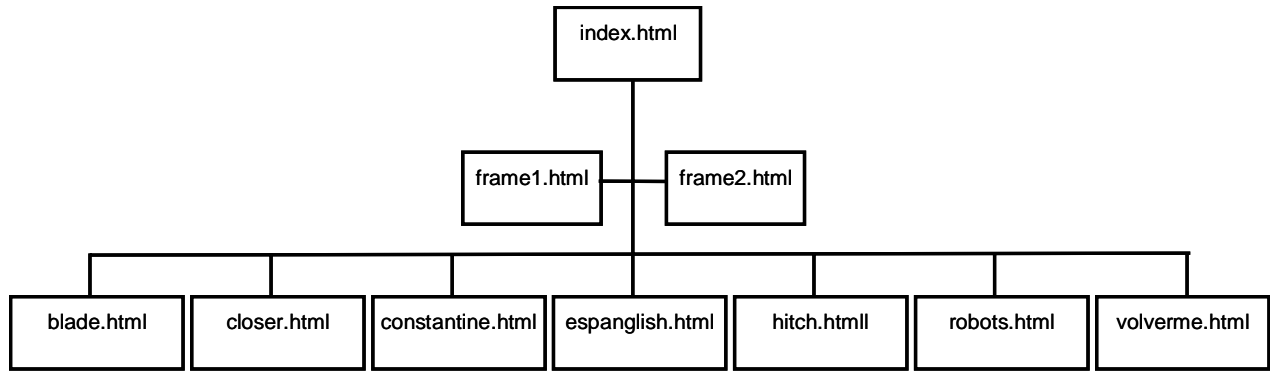 index.html
frame1.html
frame2.html
blade.html
closer.html
constantine.html
espanglish.html
hitch.htmll
robots.html
volverme.html